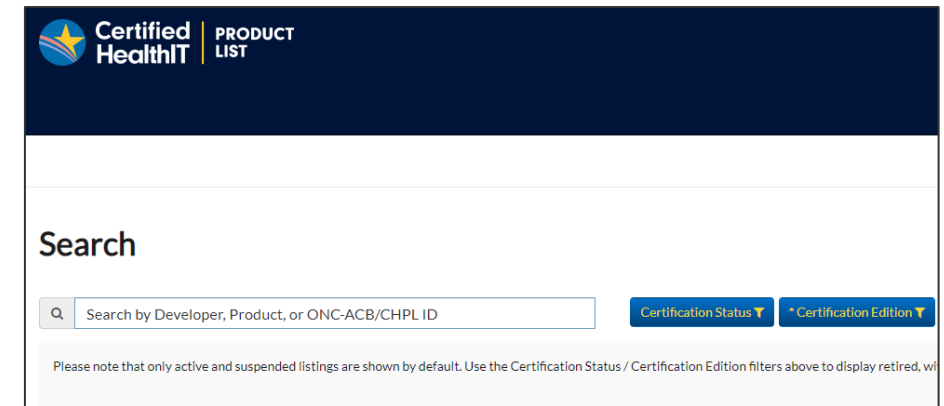 Certified
HealthIT
PRODUCT
LIST
Search
Search by Developer, Product, or ONC-ACB/CHPL ID
Certification Status
* Certification Edition
Please note that only active and suspended listings are shown by default. Use the Certification Status / Certification Edition filters above to display retired,